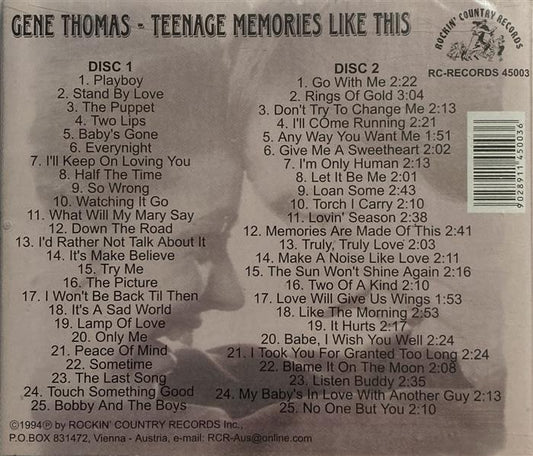 GENE THOMAS - TEENAGE MEMORIES LIKE THIS
ROCKIN' COUNTRY RECORDS
RC-RECORDS 45003
DISC 1
1. Playboy
2. Stand By Love
3. The Puppet
4. Two Lips
5. Baby's Gone
6. Everynight
7. I'll Keep On Loving You
8. Half The Time
9. So Wrong
10. Watching It Go
11. What Will My Mary Say
12. Down The Road
13. I'd Rather Not Talk About It
14. It's Make Believe
15. Try Me
16. The Picture
17. I Won't Be Back Til Then
18. It's A Sad World
19. Lamp Of Love
20. Only Me
21. Peace Of Mind
22. Sometime
23. The Last Song
24. Touch Something Good
25. Bobby And The Boys
DISC 2
1. Go With Me 2:22
2. Rings Of Gold 3:04
3. Don't Try To Change Me 2:13
4. I'll COme Running 2:21
5. Any Way You Want Me 1:51
6. Give Me A Sweetheart 2:02
7. I'm Only Human 2:13
8. Let It Be Me 2:01
9. Loan Some 2:43
10. Torch I Carry 2:10
11. Lovin' Season 2:38
12. Memories Are Made Of This 2:41
13. Truly, Truly Love 2:03
14. Make A Noise Like Love 2:11
15. The Sun Won't Shine Again 2:16
16. Two Of A Kind 2:10
17. Love Will Give Us Wings 1:53
18. Like The Morning 2:53
19. It Hurts 2:17
20. Babe, I Wish You Well 2:24
21. I Took You For Granted Too Long 2:24
22. Blame It On The Moon 2:08
23. Listen Buddy 2:35
24. My Baby's In Love With Another Guy 2:13
25. No One But You 2:10
9028911 450036
©1994℗ by ROCKIN' COUNTRY RECORDS Inc.,
P.O.BOX 831472, Vienna - Austria, e-mail: RCR-Aus@online.com